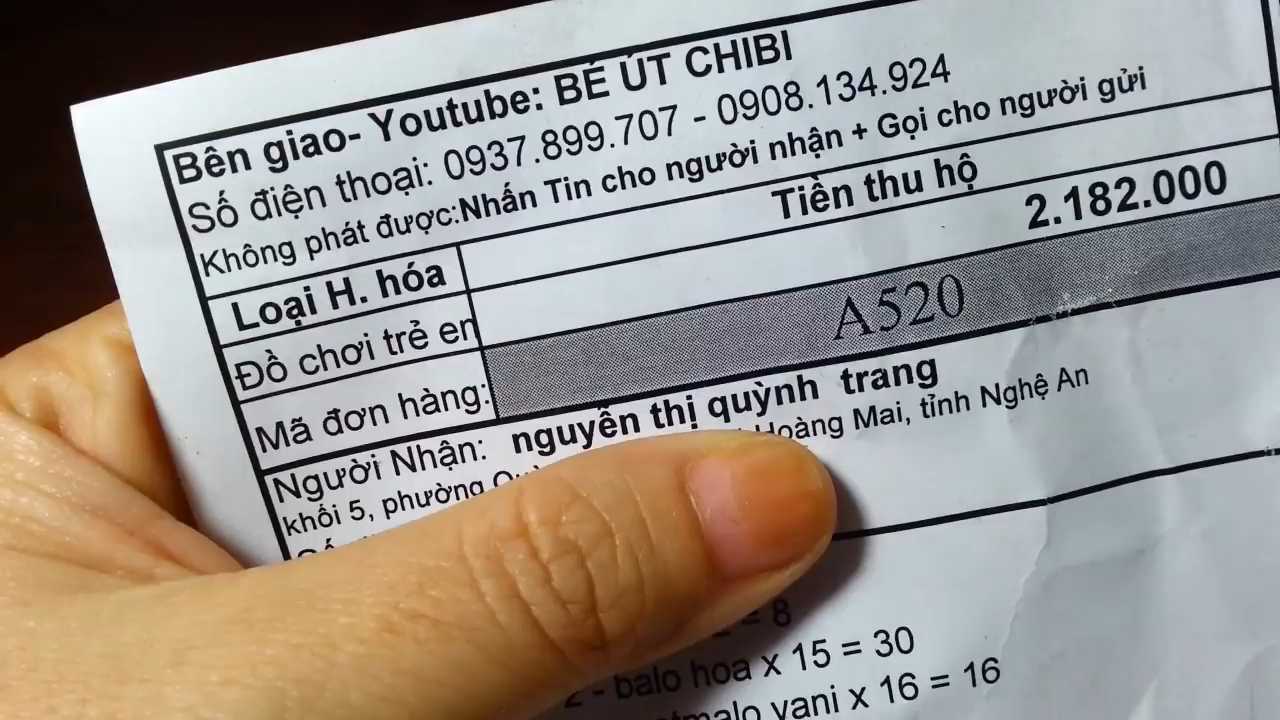 Bên giao- Youtube: BÉ ÚT CHIBI
Số điện thoại: 0937.899.707 - 0908.134.924
Không phát được:Nhấn Tin cho người nhận + Gọi cho người gửi
Loại H. hóa
Tiền thu hộ
Đồ chơi trẻ en
2.182.000
Mã đơn hàng:
A520
Người Nhận: nguyễn thị quỳnh trang
khối 5, phường Hoàng Mai, tỉnh Nghệ An
= 8
2 - balo hoa x 15 = 30
vani x 16 = 16